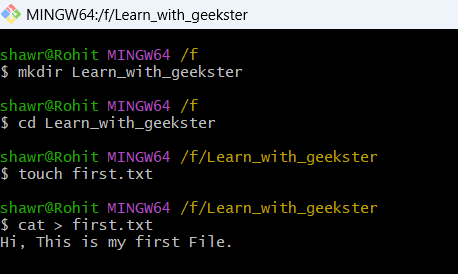 MINGW64:/f/Learn_with_geekster
shawr@Rohit MINGW64 /f
$ mkdir Learn_with_geekster
shawr@Rohit MINGW64 /f
$ cd Learn_with_geekster
shawr@Rohit MINGW64 /f/Learn_with_geekster
$ touch first.txt
shawr@Rohit MINGW64 /f/Learn_with_geekster
$ cat > first.txt
Hi, This is my first File.